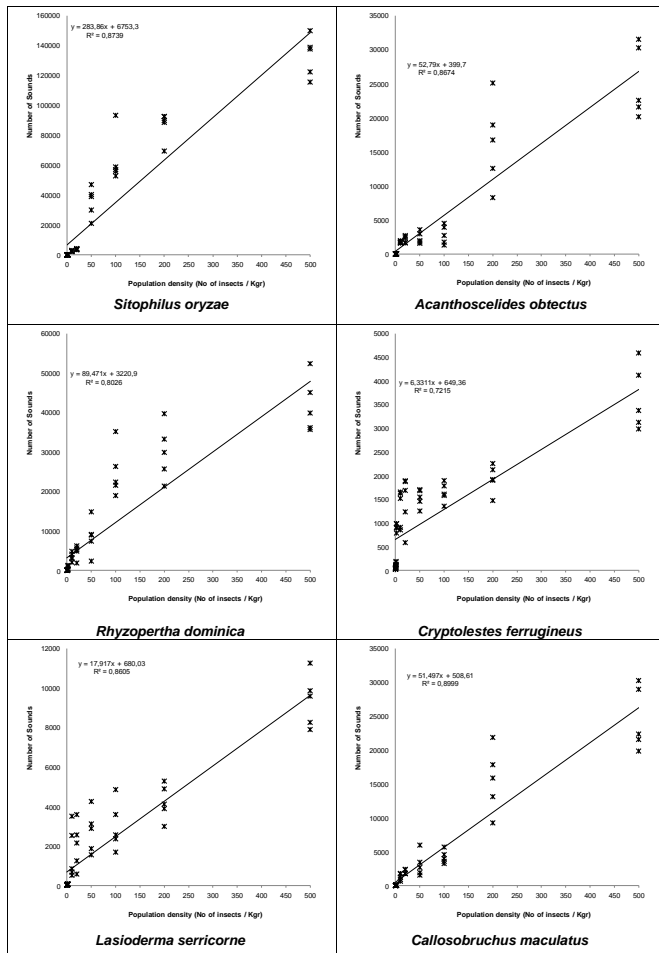 y = 283,86x + 6753,3
R² = 0,8739
Number of Sounds
160000
140000
120000
100000
80000
60000
40000
20000
0
0 50 100 150 200 250 300 350 400 450 500
Population density (No of insects / Kgr)
Sitophilus oryzae
y = 52,79x + 399,7
R² = 0,8674
Number of Sounds
35000
30000
25000
20000
15000
10000
5000
0
0 50 100 150 200 250 300 350 400 450 500
Population density (No of insects / Kgr)
Acanthoscelides obtectus
y = 89,471x + 3220,9
R² = 0,8026
Number of Sounds
60000
50000
40000
30000
20000
10000
0
0 50 100 150 200 250 300 350 400 450 500
Population density (No of insects / Kgr)
Rhyzopertha dominica
y = 6,3311x + 649,36
R² = 0,7215
Number of Sounds
5000
4500
4000
3500
3000
2500
2000
1500
1000
500
0
0 50 100 150 200 250 300 350 400 450 500
Population density (No of insects / Kgr)
Cryptolestes ferrugineus
y = 17,917x + 680,03
R² = 0,8605
Number of Sounds
12000
10000
8000
6000
4000
2000
0
0 50 100 150 200 250 300 350 400 450 500
Population density (No of insects / Kgr)
Lasioderma serricorne
y = 51,497x + 508,61
R² = 0,8999
Number of Sounds
35000
30000
25000
20000
15000
10000
5000
0
0 50 100 150 200 250 300 350 400 450 500
Population density (No of insects / Kgr)
Callosobruchus maculatus